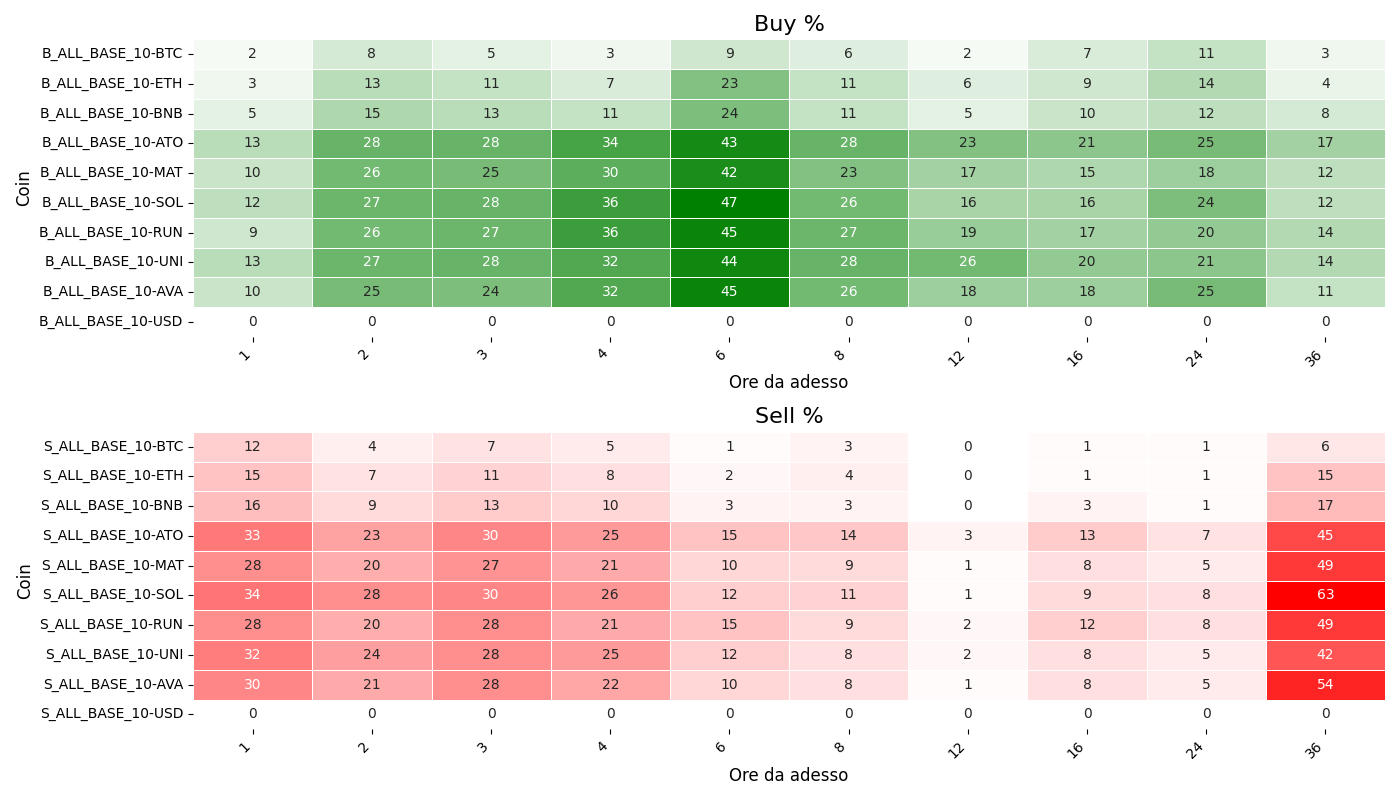 Buy %
Coin
B_ALL_BASE_10-BTC 2 8 5 3 9 6 2 7 11 3
B_ALL_BASE_10-ETH 3 13 11 7 23 11 6 9 14 4
B_ALL_BASE_10-BNB 5 15 13 11 24 11 5 10 12 8
B_ALL_BASE_10-ATO 13 28 28 34 43 28 23 21 25 17
B_ALL_BASE_10-MAT 10 26 25 30 42 23 17 15 18 12
B_ALL_BASE_10-SOL 12 27 28 36 47 26 16 16 24 12
B_ALL_BASE_10-RUN 9 26 27 36 45 27 19 17 20 14
B_ALL_BASE_10-UNI 13 27 28 32 44 28 26 20 21 14
B_ALL_BASE_10-AVA 10 25 24 32 45 26 18 18 25 11
B_ALL_BASE_10-USD 0 0 0 0 0 0 0 0 0 0
1 2 3 4 6 8 12 16 24 36
Ore da adesso
Sell %
Coin
S_ALL_BASE_10-BTC 12 4 7 5 1 3 0 1 1 6
S_ALL_BASE_10-ETH 15 7 11 8 2 4 0 1 1 15
S_ALL_BASE_10-BNB 16 9 13 10 3 3 0 3 1 17
S_ALL_BASE_10-ATO 33 23 30 25 15 14 3 13 7 45
S_ALL_BASE_10-MAT 28 20 27 21 10 9 1 8 5 49
S_ALL_BASE_10-SOL 34 28 30 26 12 11 1 9 8 63
S_ALL_BASE_10-RUN 28 20 28 21 15 9 2 12 8 49
S_ALL_BASE_10-UNI 32 24 28 25 12 8 2 8 5 42
S_ALL_BASE_10-AVA 30 21 28 22 10 8 1 8 5 54
S_ALL_BASE_10-USD 0 0 0 0 0 0 0 0 0 0
1 2 3 4 6 8 12 16 24 36
Ore da adesso